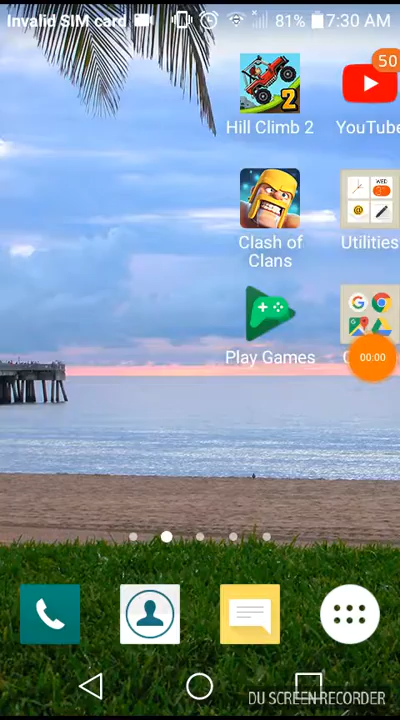 Invalid SIM card 81% 7:30 AM
50
2
Hill Climb 2
YouTube
WED
Clash of
Clans
Utilities
Play Games
G
00:00
DU SCREEN RECORDER